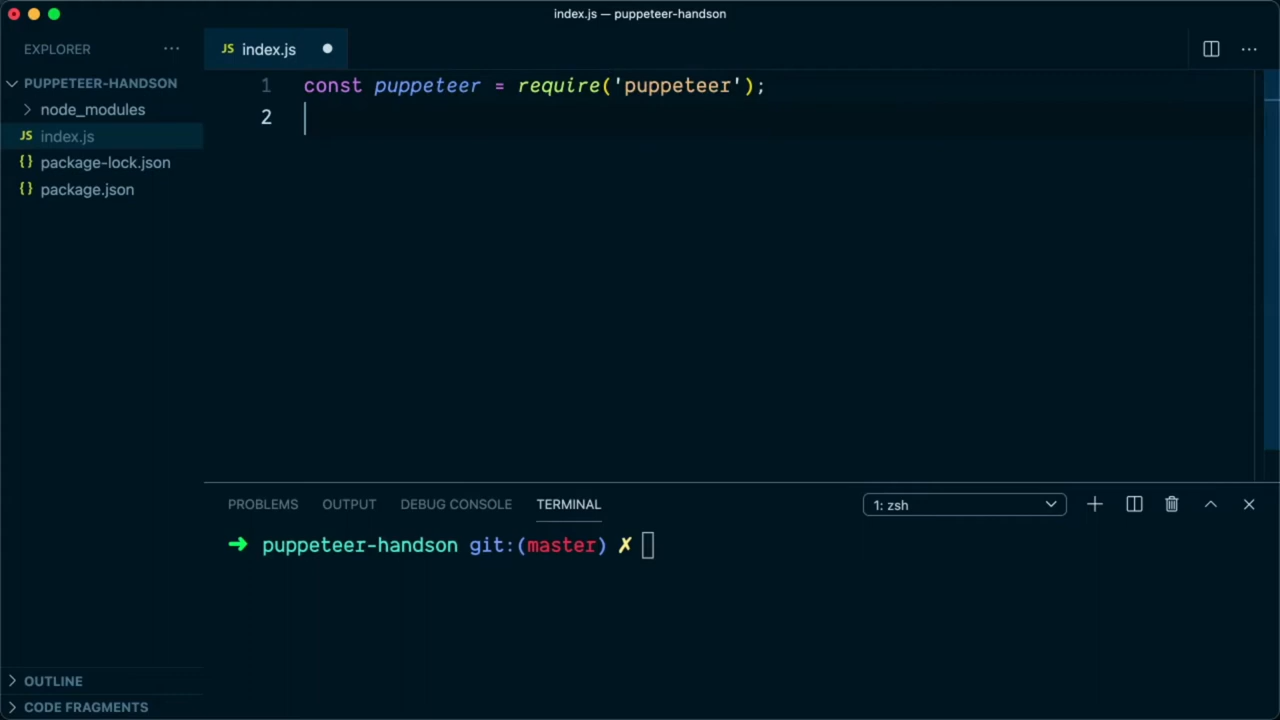 index.js — puppeteer-handson
EXPLORER
JS index.js
PUPPETEER-HANDSON
node_modules
JS index.js
{} package-lock.json
{} package.json
1 const puppeteer = require('puppeteer');
2
PROBLEMS OUTPUT DEBUG CONSOLE TERMINAL 1: zsh
➜ puppeteer-handson git:(master) ✗
OUTLINE
CODE FRAGMENTS